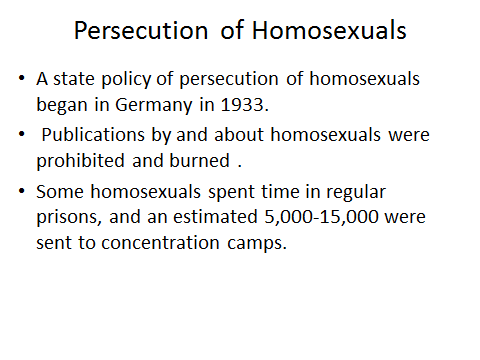 Persecution of Homosexuals
• A state policy of persecution of homosexuals
began in Germany in 1933.
• Publications by and about homosexuals were
prohibited and burned .
• Some homosexuals spent time in regular
prisons, and an estimated 5,000-15,000 were
sent to concentration camps.